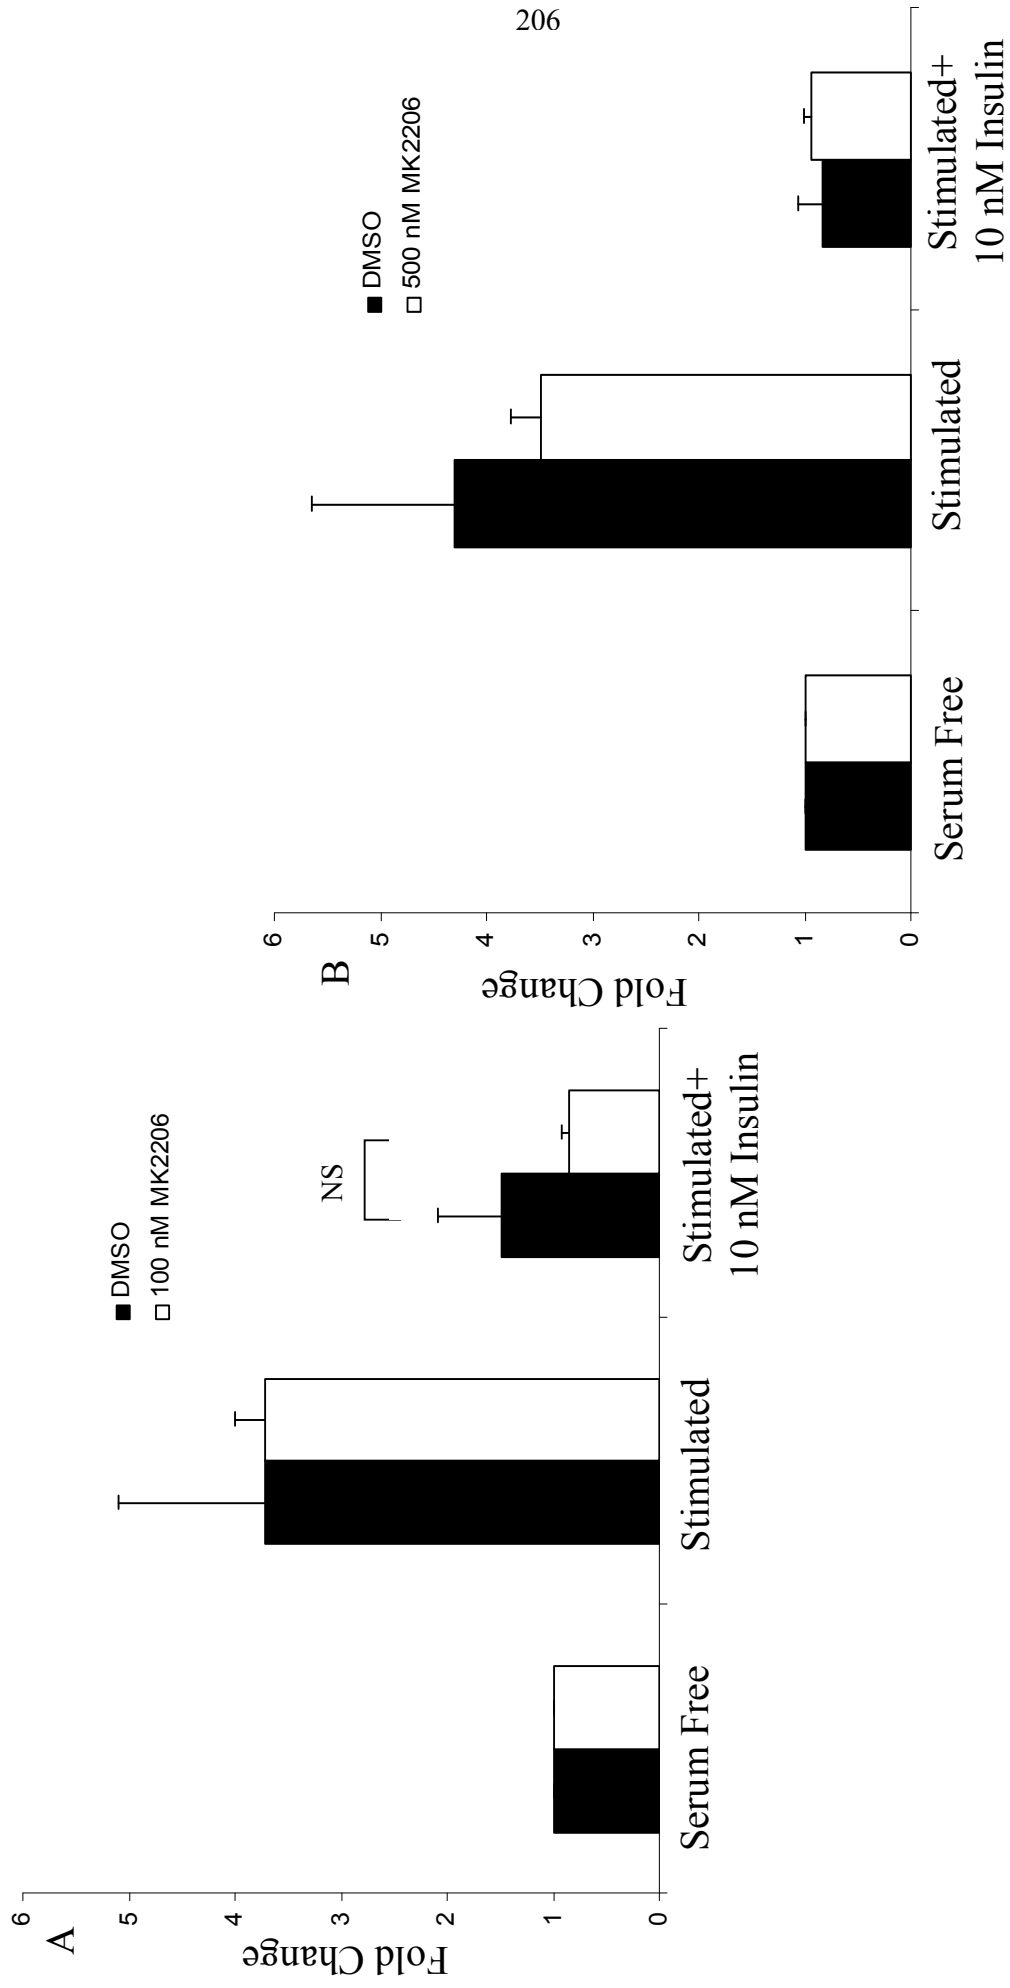 206
A
Fold Change
6
5
4
3
2
1
0
DMSO
100 nM MK2206
NS
Serum Free
Stimulated
Stimulated+
10 nM Insulin
B
Fold Change
6
5
4
3
2
1
0
DMSO
500 nM MK2206
Serum Free
Stimulated
Stimulated+
10 nM Insulin